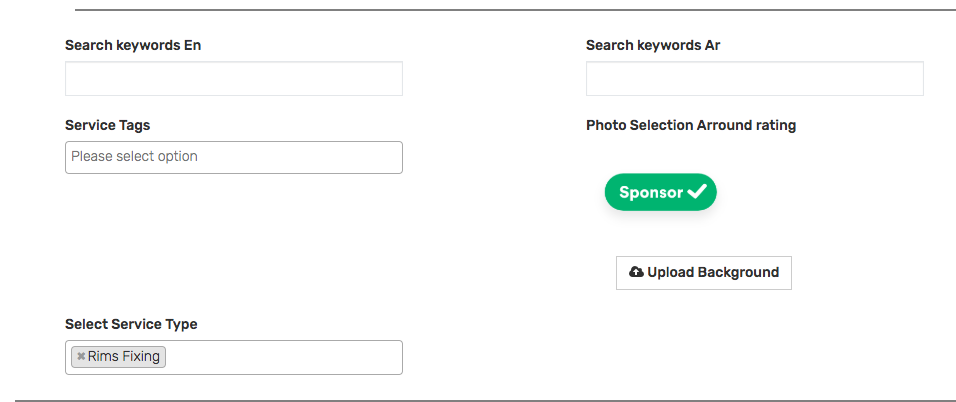 Search keywords En
Search keywords Ar
Service Tags
Photo Selection Arround rating
Please select option
Sponsor
Upload Background
Select Service Type
Rims Fixing